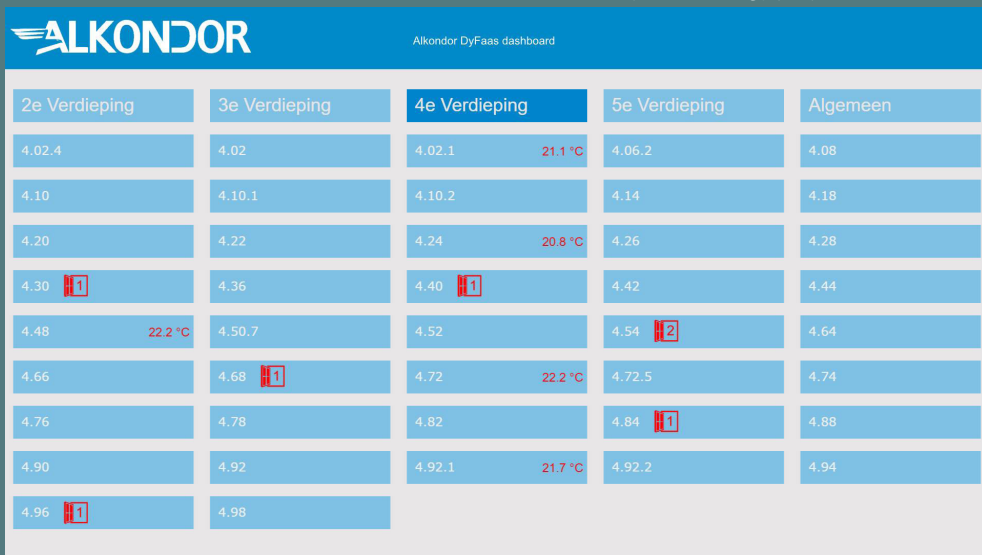 ALKONDOR
Alkondor DyFaas dashboard
2e Verdieping 3e Verdieping 4e Verdieping 5e Verdieping Algemeen
4.02.4 4.02 4.02.1 21.1 °C 4.06.2 4.08
4.10 4.10.1 4.10.2 4.14 4.18
4.20 4.22 4.24 20.8 °C 4.26 4.28
4.30 1 4.36 4.40 1 4.42 4.44
4.48 22.2 °C 4.50.7 4.52 4.54 2 4.64
4.66 4.68 1 4.72 22.2 °C 4.72.5 4.74
4.76 4.78 4.82 4.84 1 4.88
4.90 4.92 4.92.1 21.7 °C 4.92.2 4.94
4.96 1 4.98